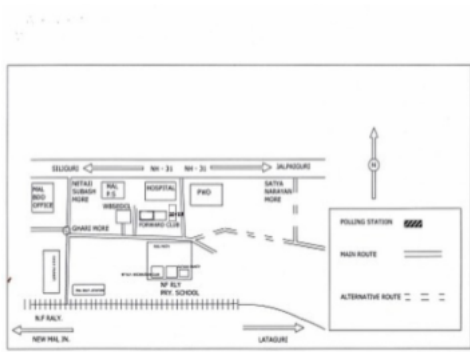 SILIGURI
NH - 31
NH - 31
JALPAIGURI
MAL
BDO
OFFICE
NETAJI
SUBASH
MORE
MAL
P.S
HOSPITAL
PWD
SATYA
NARAYAN
MORE
WBSEDCL
FORWARD CLUB
GHARI MORE
NF RLY
PRY. SCHOOL
N.F RALY.
NEW MAL JN.
LATAGURI
N
POLLING STATION
MAIN ROUTE
ALTERNATIVE ROUTE